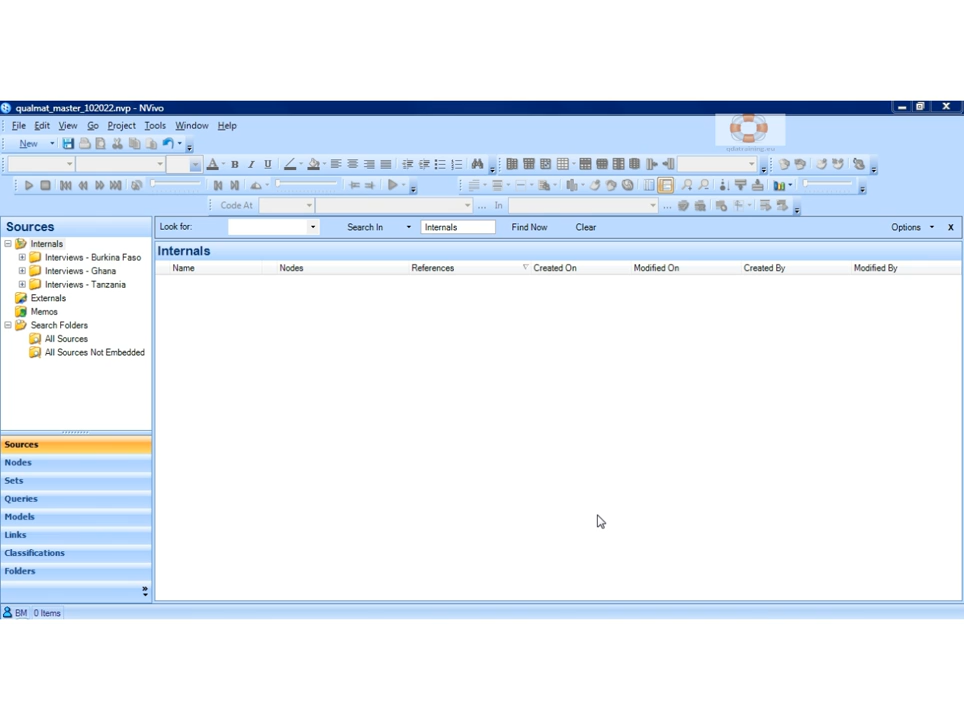 qualmat_master_102022.nvp - NVivo
File Edit View Go Project Tools Window Help
New
Code At In
Sources
Look for: Search In Internals Find Now Clear Options X
Internals
Internals
Name Nodes References Created On Modified On Created By Modified By
Interviews - Burkina Faso
Interviews - Ghana
Interviews - Tanzania
Externals
Memos
Search Folders
All Sources
All Sources Not Embedded
Sources
Nodes
Sets
Queries
Models
Links
Classifications
Folders
BM 0 Items